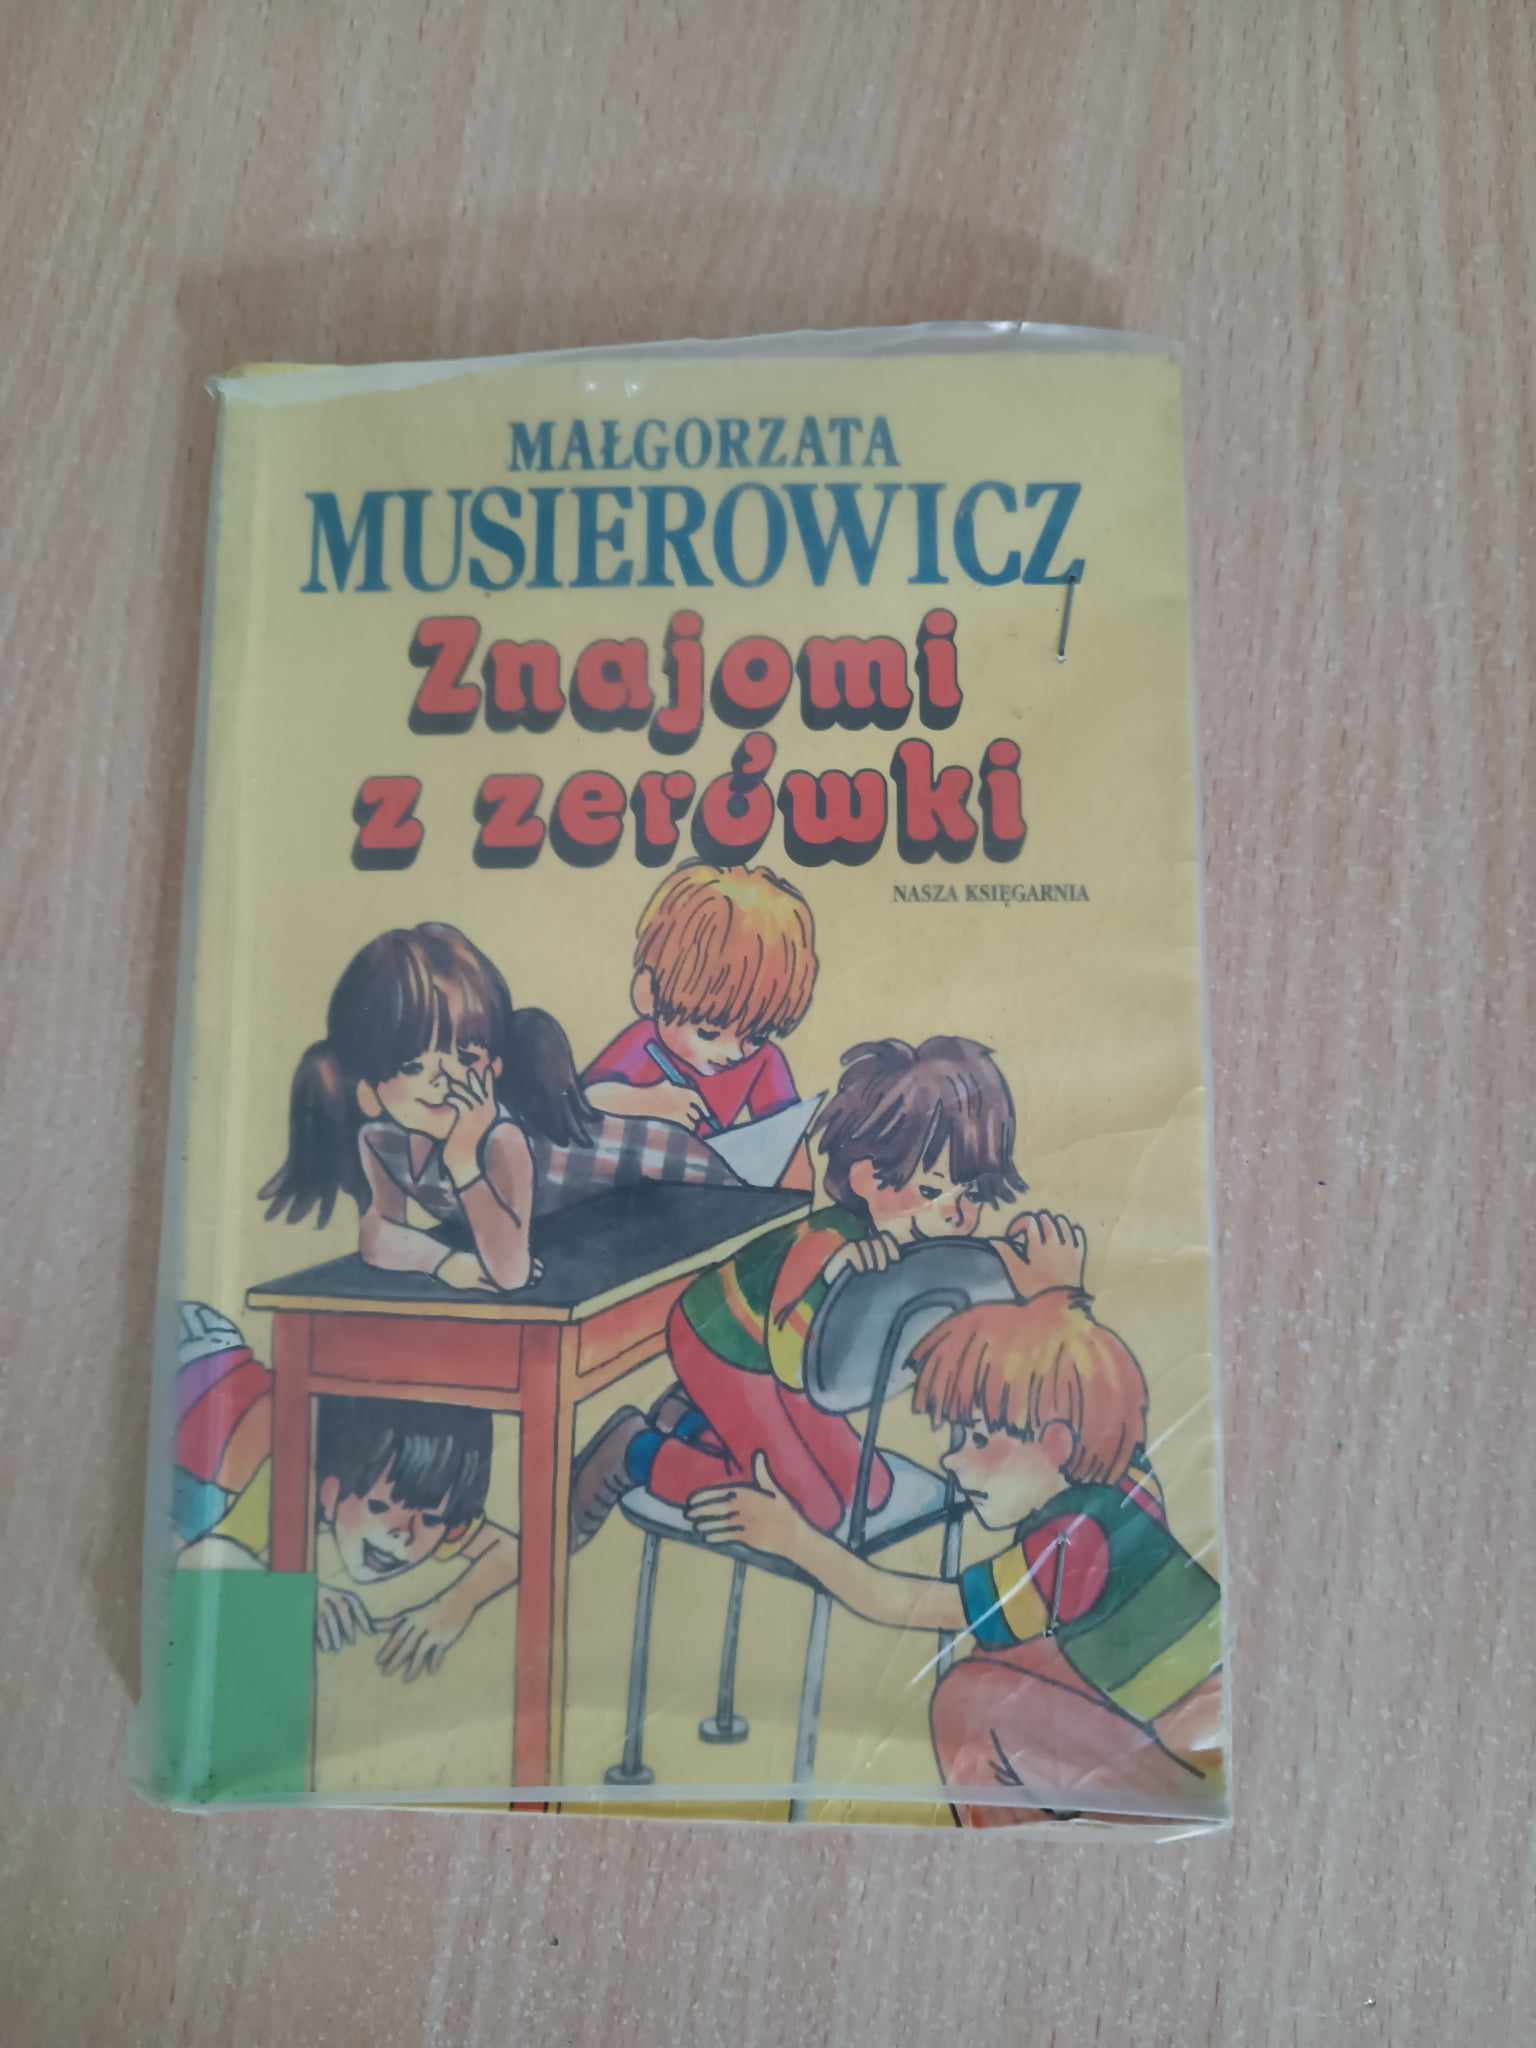 MAŁGORZATA
MUSIEROWICZ
Znajomi
z zerówki
NASZA KSIĘGARNIA